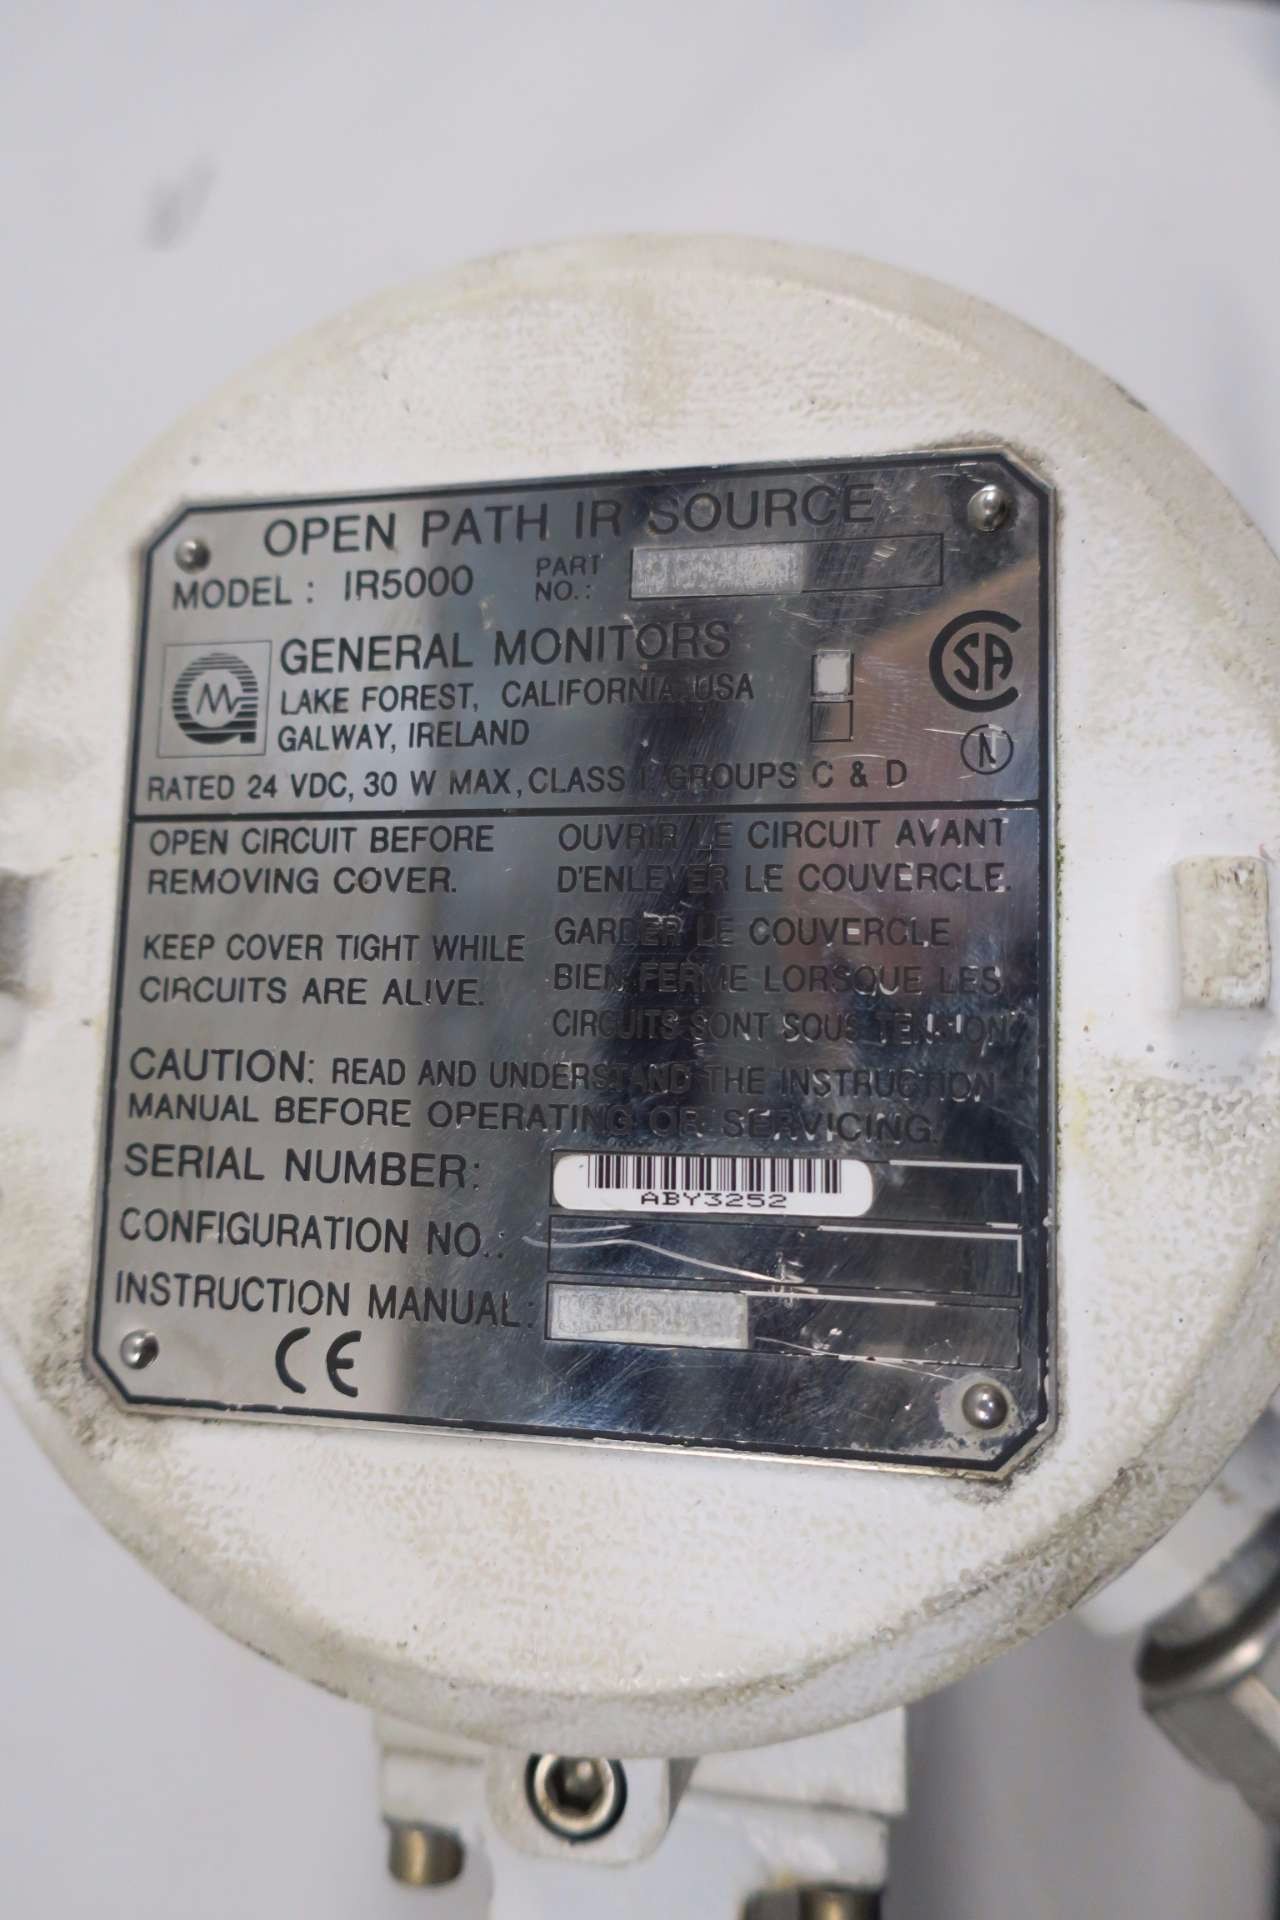 OPEN PATH IR SOURCE
MODEL: IR5000 PART NO.:
GENERAL MONITORS
LAKE FOREST, CALIFORNIA, USA
GALWAY, IRELAND
CSA
N
RATED 24 VDC, 30 W MAX, CLASS I, GROUPS C & D
OPEN CIRCUIT BEFORE
REMOVING COVER.
KEEP COVER TIGHT WHILE
CIRCUITS ARE ALIVE.
OUVRIR LE CIRCUIT AVANT
D'ENLEVER LE COUVERCLE.
GARDER LE COUVERCLE
BIEN FERME LORSQUE LES
CIRCUITS SONT SOUS TENSION
CAUTION: READ AND UNDERSTAND THE INSTRUCTION
MANUAL BEFORE OPERATING OR SERVICING.
SERIAL NUMBER: ABY3252
CONFIGURATION NO.:
INSTRUCTION MANUAL:
CE